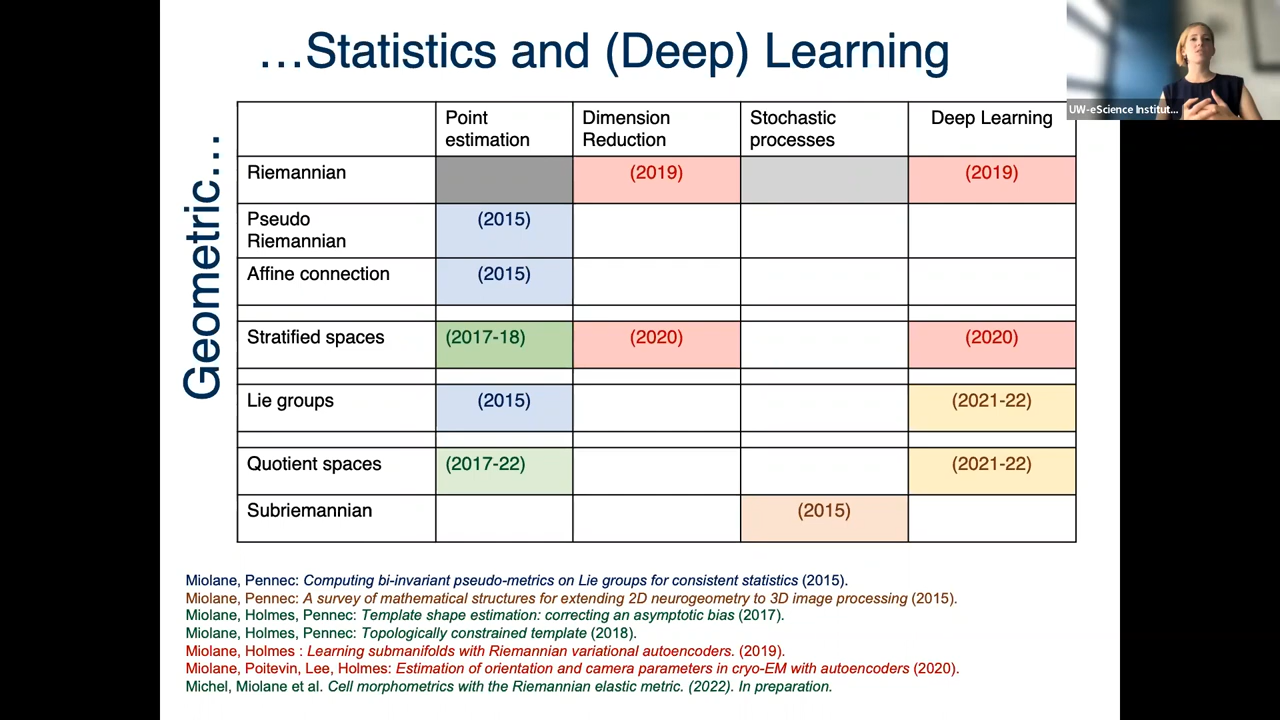 ...Statistics and (Deep) Learning
UW-eScience Institut...
Geometric...
Point estimation
Dimension Reduction
Stochastic processes
Deep Learning
Riemannian
(2019)
(2019)
Pseudo Riemannian
(2015)
Affine connection
(2015)
Stratified spaces
(2017-18)
(2020)
(2020)
Lie groups
(2015)
(2021-22)
Quotient spaces
(2017-22)
(2021-22)
Subriemannian
(2015)
Miolane, Pennec: Computing bi-invariant pseudo-metrics on Lie groups for consistent statistics (2015).
Miolane, Pennec: A survey of mathematical structures for extending 2D neurogeometry to 3D image processing (2015).
Miolane, Holmes, Pennec: Template shape estimation: correcting an asymptotic bias (2017).
Miolane, Holmes, Pennec: Topologically constrained template (2018).
Miolane, Holmes : Learning submanifolds with Riemannian variational autoencoders. (2019).
Miolane, Poitevin, Lee, Holmes: Estimation of orientation and camera parameters in cryo-EM with autoencoders (2020).
Michel, Miolane et al. Cell morphometrics with the Riemannian elastic metric. (2022). In preparation.